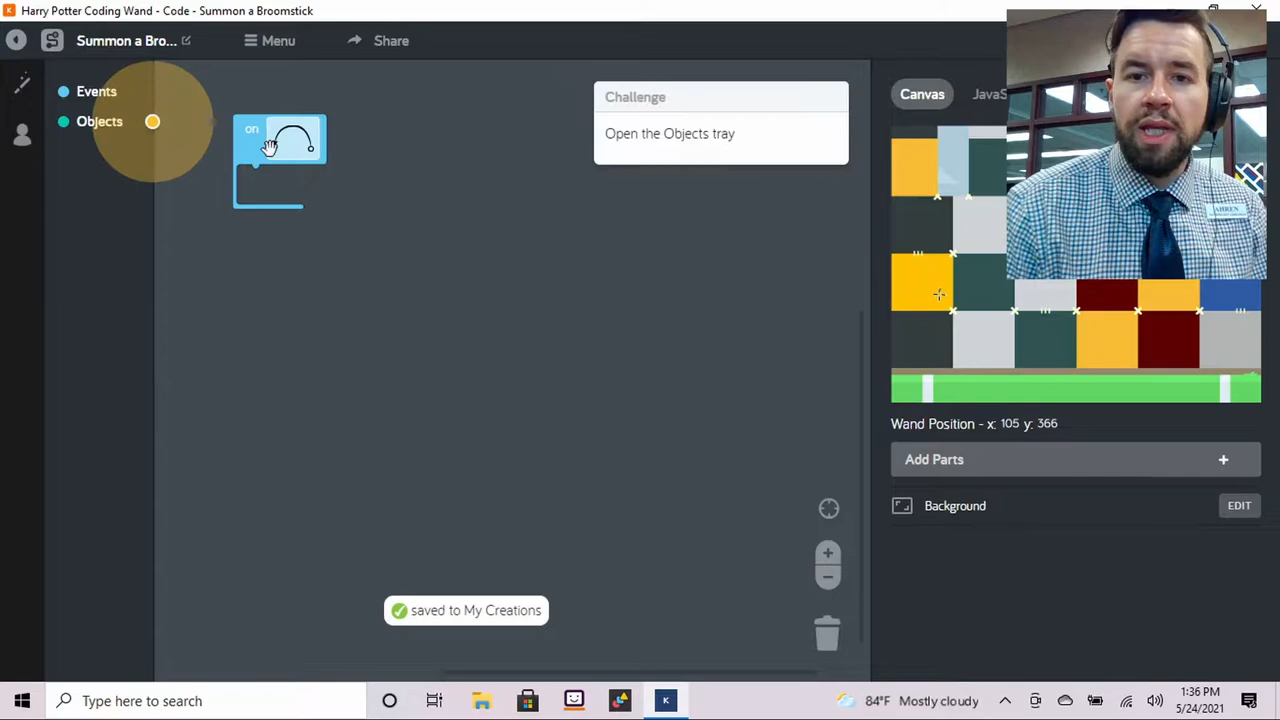 Harry Potter Coding Wand - Code - Summon a Broomstick
Summon a Bro...
Menu
Share
Events
Objects
on
Challenge
Open the Objects tray
Canvas
JavaS
AHREN
Wand Position - x: 105 y: 366
Add Parts
Background
EDIT
saved to My Creations
Type here to search
84°F Mostly cloudy
1:36 PM
5/24/2021